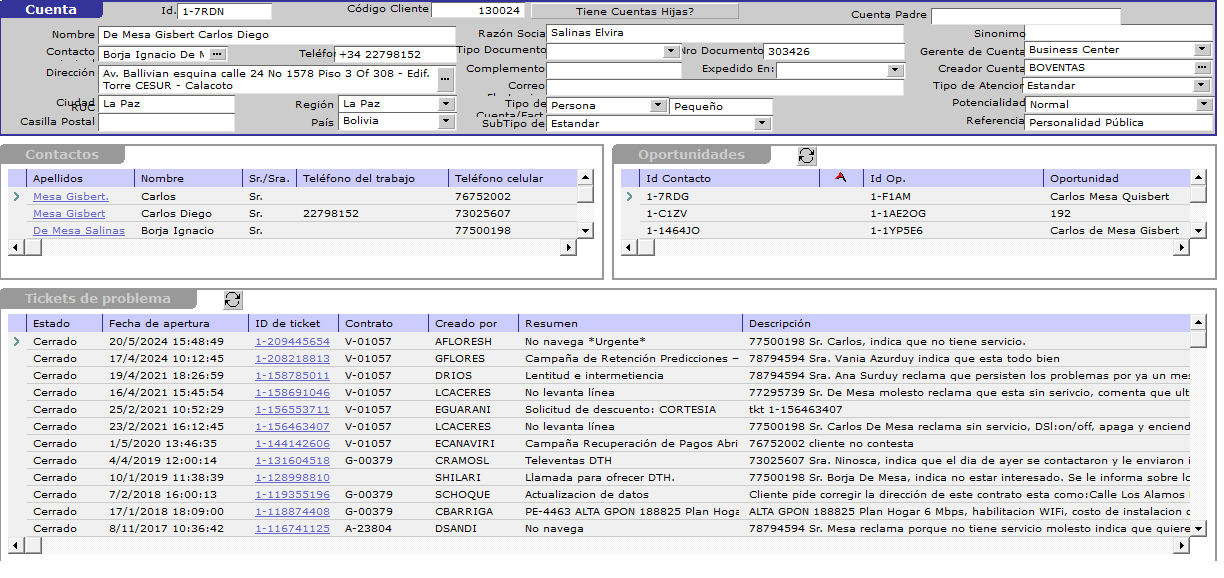 Cuenta Id. 1-7RDN Código Cliente 130024 Tiene Cuentas Hijas? Cuenta Padre
Nombre De Mesa Gisbert Carlos Diego Razón Socia Salinas Elvira Sinonimo
Contacto Borja Ignacio De M ... Teléfo +34 22798152 Tipo Documento Nro Documento 303426 Gerente de Cuenta Business Center
Dirección Av. Ballivian esquina calle 24 No 1578 Piso 3 Of 308 - Edif. Torre CESUR - Calacoto ... Complemento Expedido En: Creador Cuenta BOVENTAS ...
Correo Tipo de Atencion Estandar
Ciudad La Paz Región La Paz Tipo de Persona Pequeño Potencialidad Normal
RUC
Casilla Postal País Bolivia Cuenta/Fact SubTipo de Estandar Referencia Personalidad Pública
Contactos
Apellidos Nombre Sr./Sra. Teléfono del trabajo Teléfono celular
Mesa Gisbert. Carlos Sr. 76752002
Mesa Gisbert Carlos Diego Sr. 22798152 73025607
De Mesa Salinas Borja Ignacio Sr. 77500198
Oportunidades
Id Contacto Id Op. Oportunidad
1-7RDG 1-F1AM Carlos Mesa Quisbert
1-C1ZV 1-1AE2OG 192
1-1464JO 1-1YP5E6 Carlos de Mesa Gisbert
Tickets de problema
Estado Fecha de apertura ID de ticket Contrato Creado por Resumen Descripción
Cerrado 20/5/2024 15:48:49 1-209445654 V-01057 AFLORESH No navega *Urgente* 77500198 Sr. Carlos, indica que no tiene servicio.
Cerrado 17/4/2024 10:12:45 1-208218813 V-01057 GFLORES Campaña de Retención Predicciones – 78794594 Sra. Vania Azurduy indica que esta todo bien
Cerrado 19/4/2021 18:26:59 1-158785011 V-01057 DRIOS Lentitud e intermetiencia 78794594 Sra. Ana Surduy reclama que persisten los problemas por ya un mes
Cerrado 16/4/2021 15:45:54 1-158691046 V-01057 LCACERES No levanta línea 77295739 Sr. De Mesa molesto reclama que esta sin serivcio, comenta que ult
Cerrado 25/2/2021 10:52:29 1-156553711 V-01057 EGUARANI Solicitud de descuento: CORTESIA tkt 1-156463407
Cerrado 23/2/2021 16:12:45 1-156463407 V-01057 LCACERES No levanta línea 77500198 Sr. Carlos De Mesa reclama sin servicio, DSl:on/off, apaga y enciend
Cerrado 1/5/2020 13:46:35 1-144142606 V-01057 ECANAVIRI Campaña Recuperación de Pagos Abri 76752002 cliente no contesta
Cerrado 4/4/2019 12:00:14 1-131604518 G-00379 CRAMOSL Televentas DTH 73025607 Sra. Ninosca, indica que el dia de ayer se contactaron y le enviaron i
Cerrado 10/1/2019 11:38:39 1-128998810 SHILARI Llamada para ofrecer DTH. 77500198 Sr. Borja De Mesa, indica no estar interesado. Se le informa sobre lo
Cerrado 7/2/2018 16:00:13 1-119355196 G-00379 SCHOQUE Actualizacion de datos Cliente pide corregir la dirección de este contrato esta como:Calle Los Alamos
Cerrado 17/1/2018 18:09:00 1-118874408 G-00379 CBARRIGA PE-4463 ALTA GPON 188825 Plan Hoga ALTA GPON 188825 Plan Hogar 6 Mbps, habilitacion WIFi, costo de instalacion d
Cerrado 8/11/2017 10:36:42 1-116741125 A-23804 DSANDI No navega 78794594 Sr. Mesa reclama porque no tiene servicio molesto indica que quiere